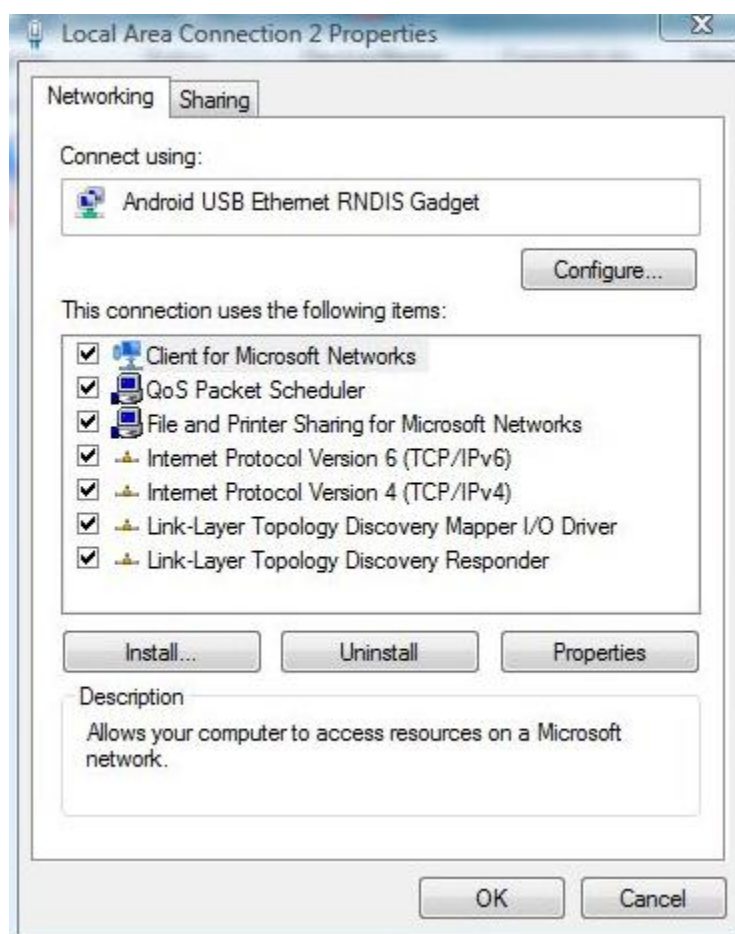 Local Area Connection 2 Properties
Networking
Sharing
Connect using:
Android USB Ethernet RNDIS Gadget
Configure...
This connection uses the following items:
Client for Microsoft Networks
QoS Packet Scheduler
File and Printer Sharing for Microsoft Networks
Internet Protocol Version 6 (TCP/IPv6)
Internet Protocol Version 4 (TCP/IPv4)
Link-Layer Topology Discovery Mapper I/O Driver
Link-Layer Topology Discovery Responder
Install...
Uninstall
Properties
Description
Allows your computer to access resources on a Microsoft
network.
OK
Cancel